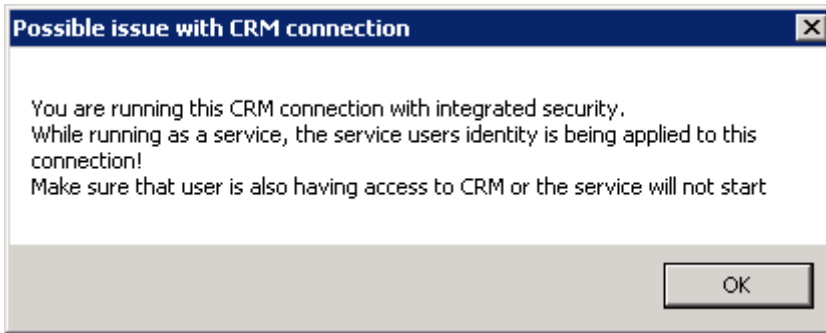 Possible issue with CRM connection
You are running this CRM connection with integrated security.
While running as a service, the service users identity is being applied to this
connection!
Make sure that user is also having access to CRM or the service will not start
OK